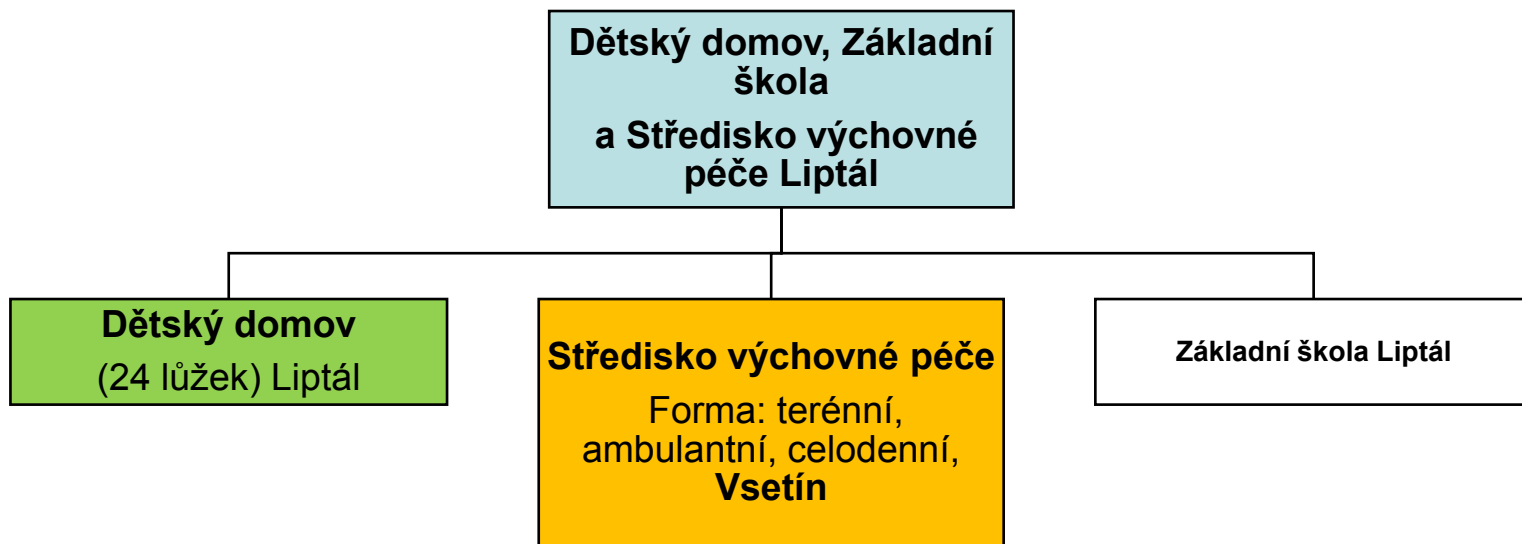 Dětský domov, Základní
škola
a Středisko výchovné
péče Liptál
Dětský domov
(24 lůžek) Liptál
Středisko výchovné péče
Forma: terénní,
ambulantní, celodenní,
Vsetín
Základní škola Liptál